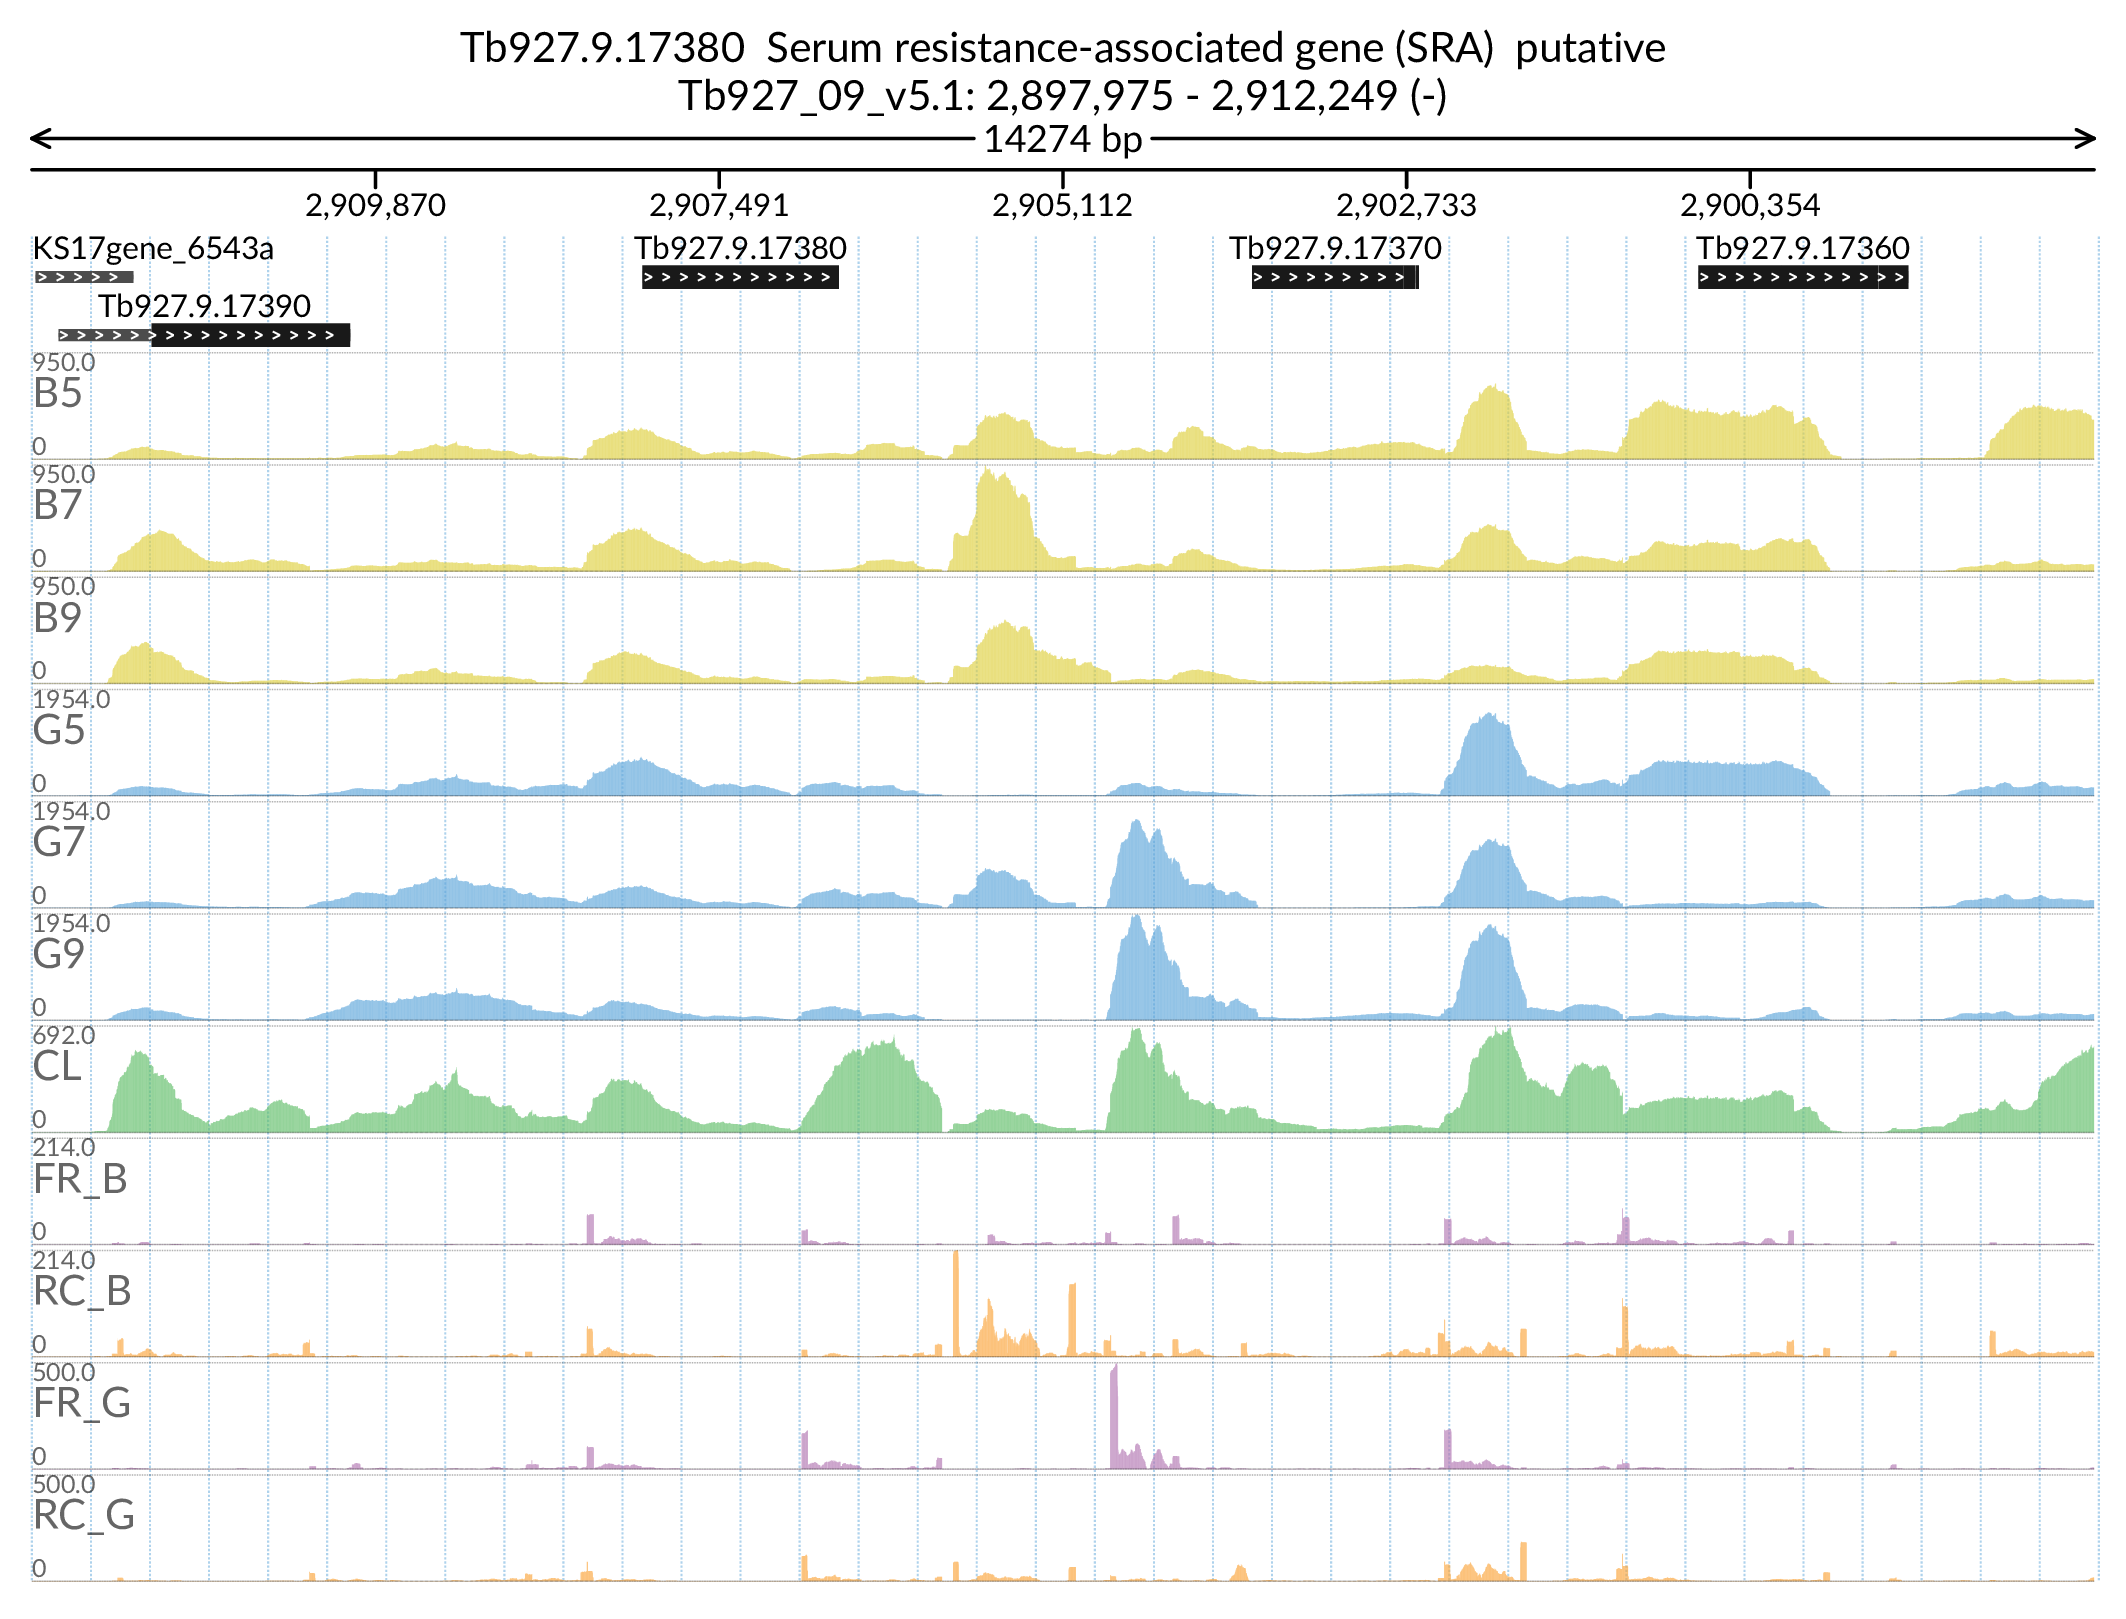 Tb927.9.17380 Serum resistance-associated gene (SRA) putative
Tb927_09_v5.1: 2,897,975 - 2,912,249 (-)
14274 bp
2,909,870 2,907,491 2,905,112 2,902,733 2,900,354
KS17gene_6543a Tb927.9.17380 Tb927.9.17370 Tb927.9.17360
Tb927.9.17390
950.0
B5
0
950.0
B7
0
950.0
B9
0
1954.0
G5
0
1954.0
G7
0
1954.0
G9
0
692.0
CL
0
214.0
FR_B
0
214.0
RC_B
0
500.0
FR_G
0
500.0
RC_G
0